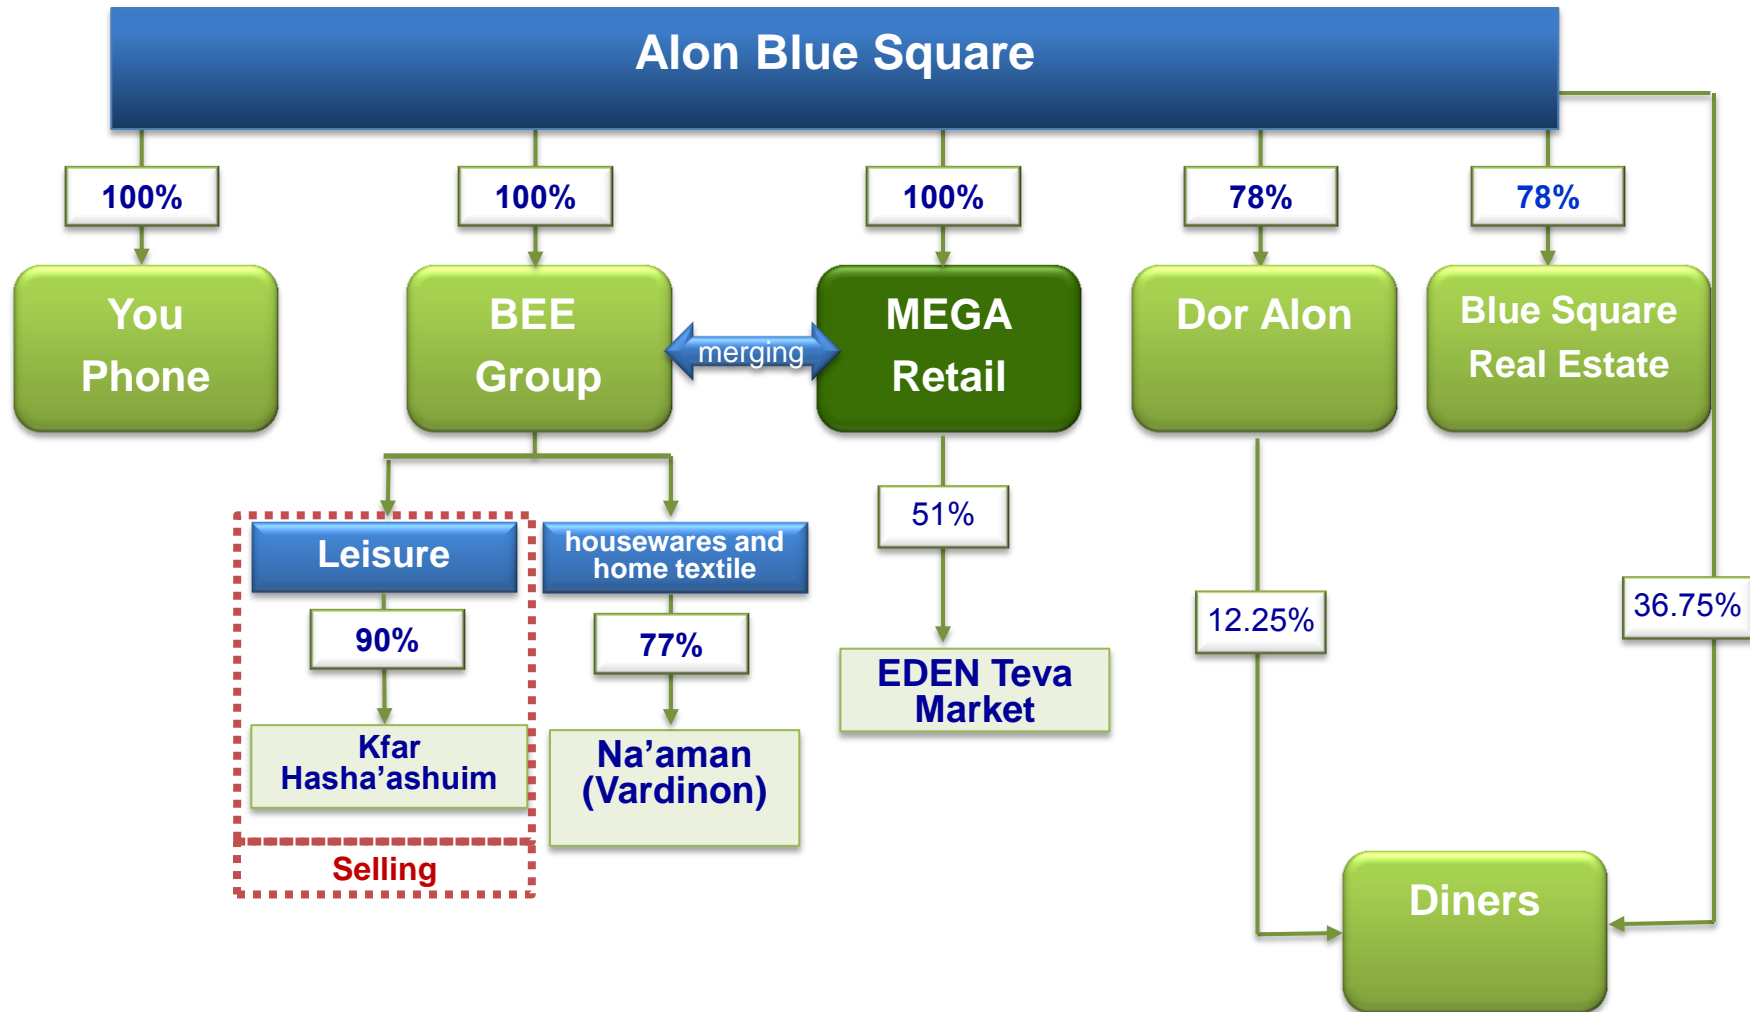 Alon Blue Square
100%
100%
100%
78%
78%
You
Phone
BEE
Group
merging
MEGA
Retail
Dor Alon
Blue Square
Real Estate
Leisure
housewares and
home textile
51%
90%
77%
12.25%
36.75%
EDEN Teva
Market
Kfar
Hasha’ashuim
Na’aman
(Vardinon)
Selling
Diners